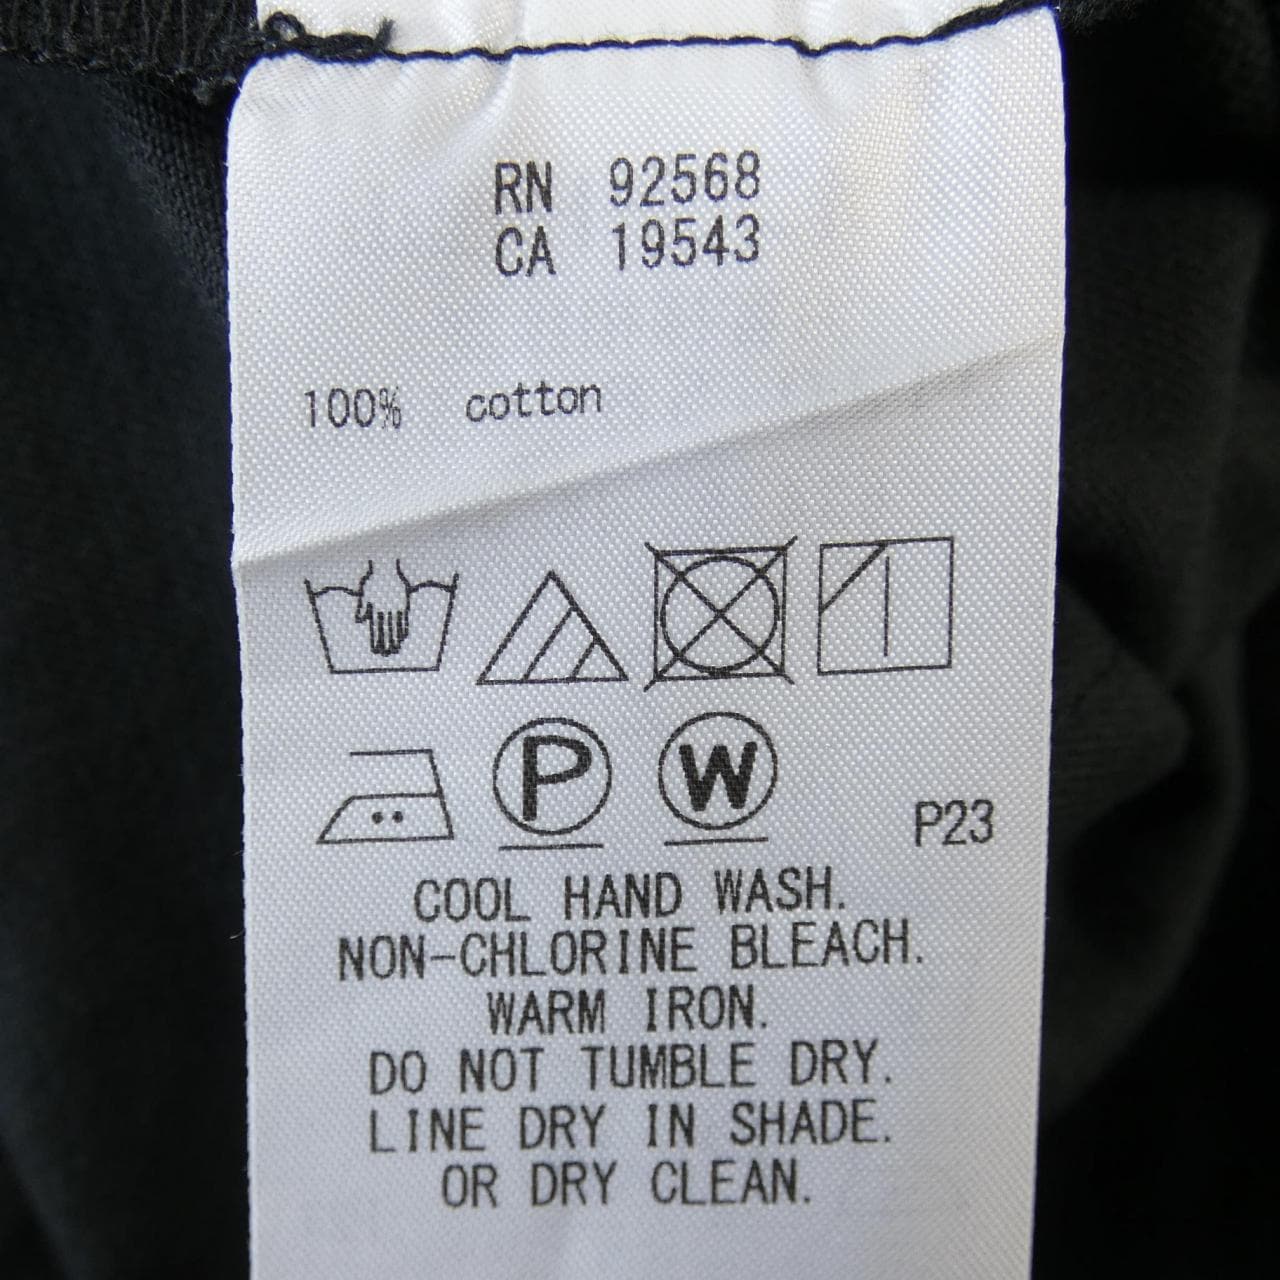 RN 92568
CA 19543
100% cotton
P W
P23
COOL HAND WASH.
NON-CHLORINE BLEACH.
WARM IRON.
DO NOT TUMBLE DRY.
LINE DRY IN SHADE.
OR DRY CLEAN.